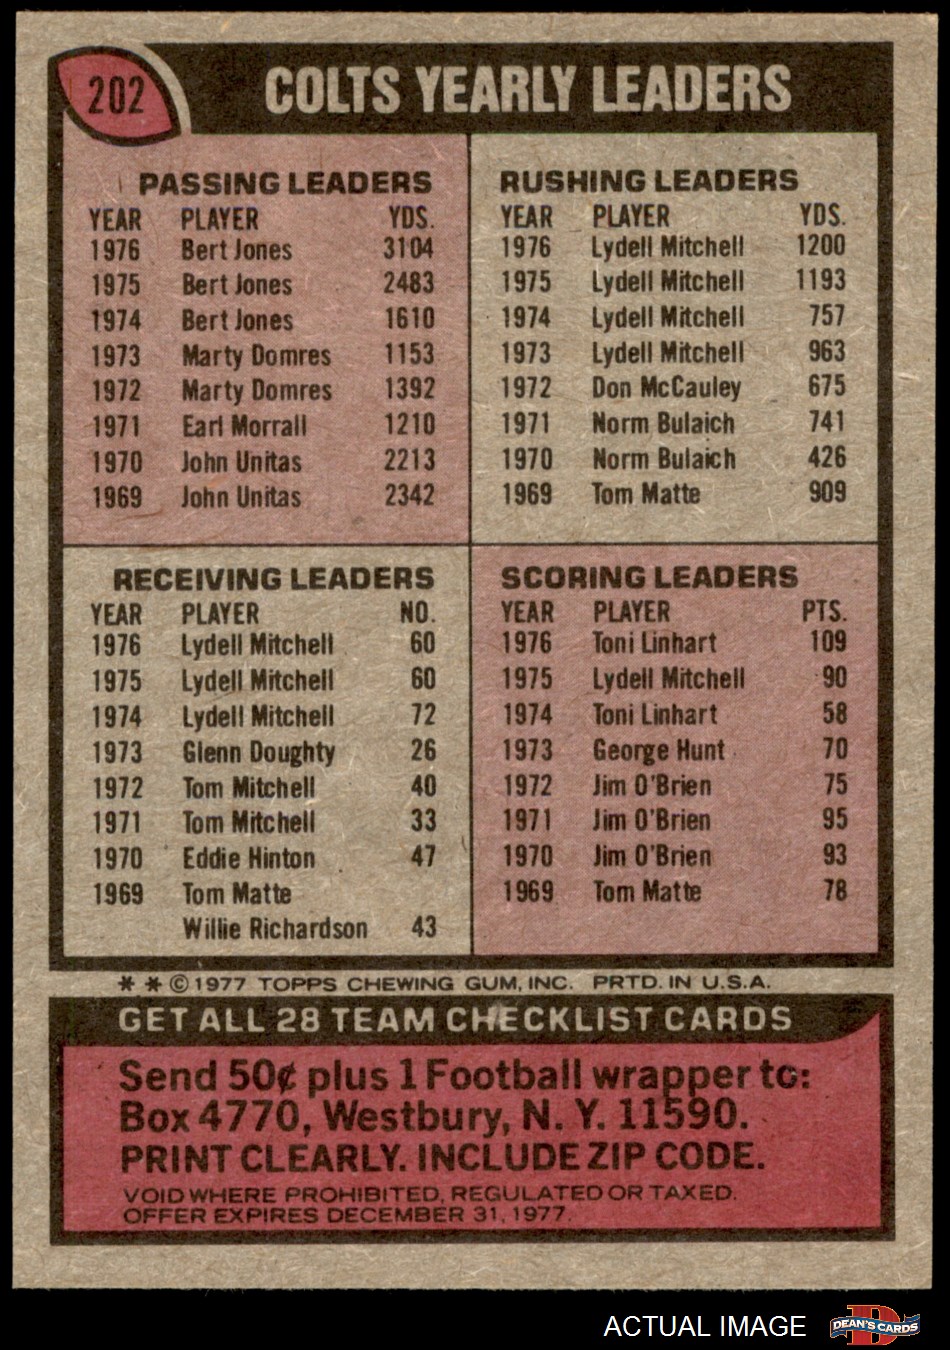 202
COLTS YEARLY LEADERS
PASSING LEADERS
YEAR PLAYER YDS.
1976 Bert Jones 3104
1975 Bert Jones 2483
1974 Bert Jones 1610
1973 Marty Domres 1153
1972 Marty Domres 1392
1971 Earl Morrall 1210
1970 John Unitas 2213
1969 John Unitas 2342
RUSHING LEADERS
YEAR PLAYER YDS.
1976 Lydell Mitchell 1200
1975 Lydell Mitchell 1193
1974 Lydell Mitchell 757
1973 Lydell Mitchell 963
1972 Don McCauley 675
1971 Norm Bulaich 741
1970 Norm Bulaich 426
1969 Tom Matte 909
RECEIVING LEADERS
YEAR PLAYER NO.
1976 Lydell Mitchell 60
1975 Lydell Mitchell 60
1974 Lydell Mitchell 72
1973 Glenn Doughty 26
1972 Tom Mitchell 40
1971 Tom Mitchell 33
1970 Eddie Hinton 47
1969 Tom Matte
Willie Richardson 43
SCORING LEADERS
YEAR PLAYER PTS.
1976 Toni Linhart 109
1975 Lydell Mitchell 90
1974 Toni Linhart 58
1973 George Hunt 70
1972 Jim O'Brien 75
1971 Jim O'Brien 95
1970 Jim O'Brien 93
1969 Tom Matte 78
* * © 1977 TOPPS CHEWING GUM, INC. PRTD. IN U.S.A.
GET ALL 28 TEAM CHECKLIST CARDS
Send 50¢ plus 1 Football wrapper to:
Box 4770, Westbury, N. Y. 11590.
PRINT CLEARLY. INCLUDE ZIP CODE.
VOID WHERE PROHIBITED, REGULATED OR TAXED.
OFFER EXPIRES DECEMBER 31, 1977.
ACTUAL IMAGE
D
DEAN'S CARDS